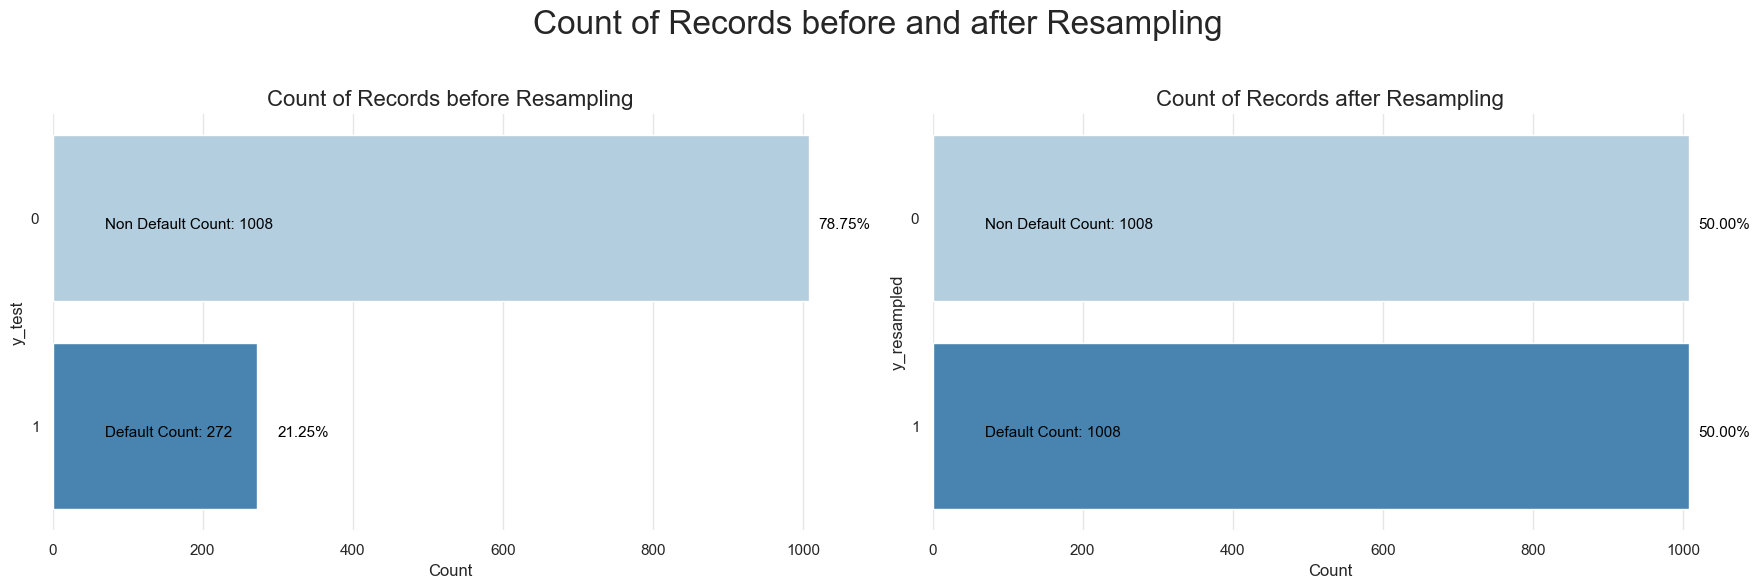 Count of Records before and after Resampling
Count of Records before Resampling
y_test
0
Non Default Count: 1008
78.75%
1
Default Count: 272
21.25%
0 200 400 600 800 1000
Count
Count of Records after Resampling
y_resampled
0
Non Default Count: 1008
50.00%
1
Default Count: 1008
50.00%
0 200 400 600 800 1000
Count